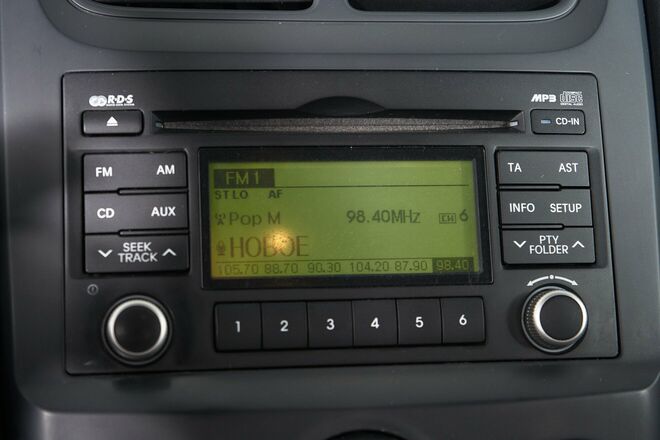 R·D·S
MP3 DISC
CD-IN
FM AM
CD AUX
SEEK
TRACK
TA AST
INFO SETUP
PTY
FOLDER
FM1
ST LO AF
Pop M 98.40MHz CH 6
НОВОЕ
105.70 88.70 90.30 104.20 87.90 98.40
1 2 3 4 5 6